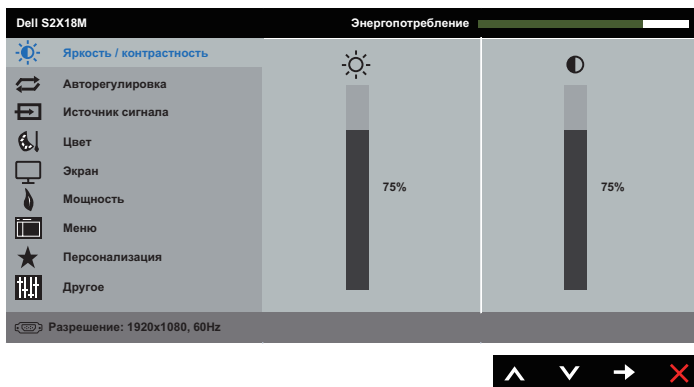 Dell S2X18M Энергопотребление
Яркость / контрастность
Авторегулировка
Источник сигнала
Цвет
Экран
75% 75%
Мощность
Меню
Персонализация
Другое
Разрешение: 1920x1080, 60Hz